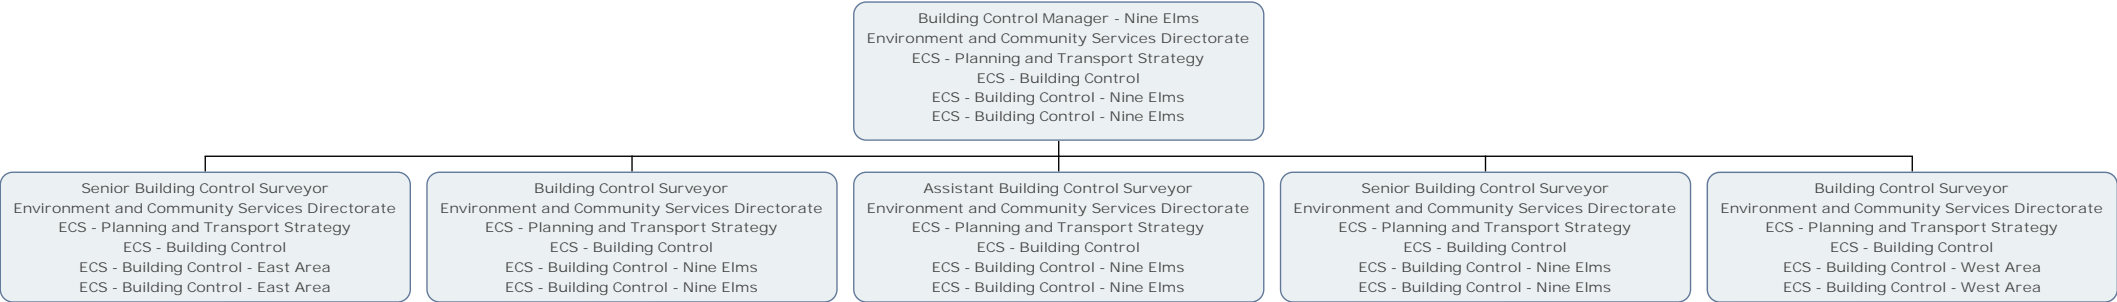 Building Control Manager - Nine Elms
Environment and Community Services Directorate
ECS - Planning and Transport Strategy
ECS - Building Control
ECS - Building Control - Nine Elms
ECS - Building Control - Nine Elms
Senior Building Control Surveyor
Environment and Community Services Directorate
ECS - Planning and Transport Strategy
ECS - Building Control
ECS - Building Control - East Area
ECS - Building Control - East Area
Building Control Surveyor
Environment and Community Services Directorate
ECS - Planning and Transport Strategy
ECS - Building Control
ECS - Building Control - Nine Elms
ECS - Building Control - Nine Elms
Assistant Building Control Surveyor
Environment and Community Services Directorate
ECS - Planning and Transport Strategy
ECS - Building Control
ECS - Building Control - Nine Elms
ECS - Building Control - Nine Elms
Senior Building Control Surveyor
Environment and Community Services Directorate
ECS - Planning and Transport Strategy
ECS - Building Control
ECS - Building Control - Nine Elms
ECS - Building Control - Nine Elms
Building Control Surveyor
Environment and Community Services Directorate
ECS - Planning and Transport Strategy
ECS - Building Control
ECS - Building Control - West Area
ECS - Building Control - West Area